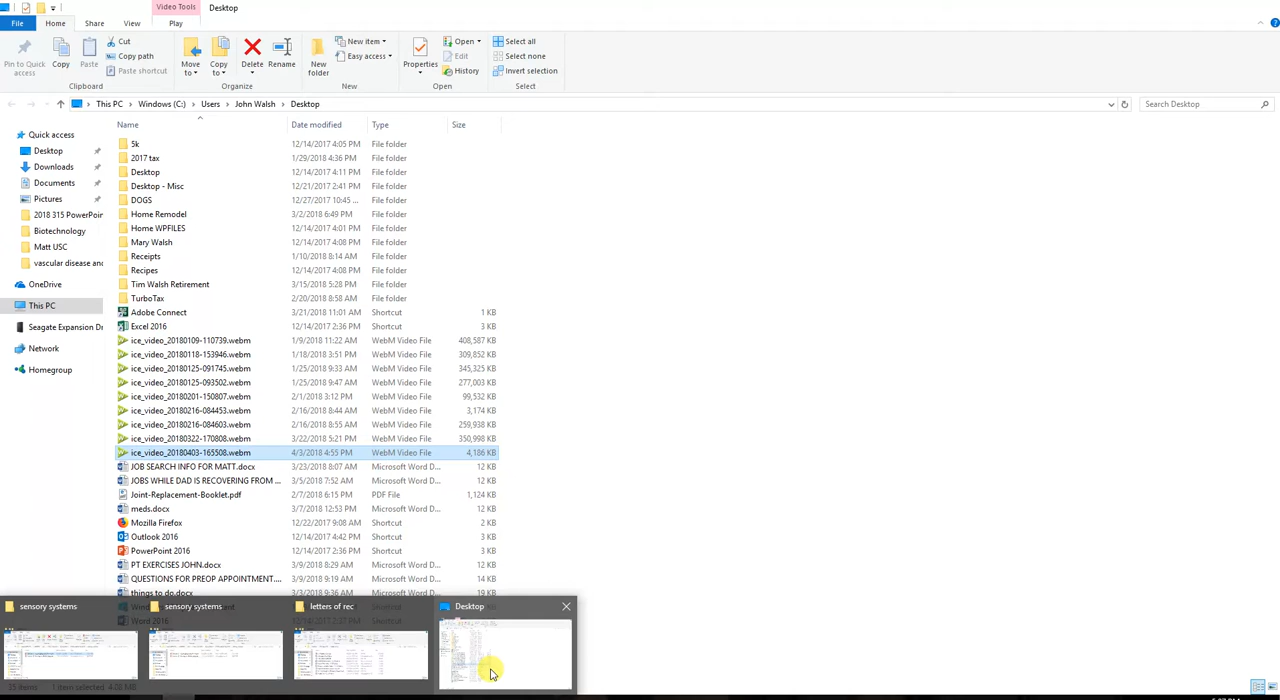 Video Tools Desktop
File Home Share View Play
Pin to Quick access
Copy
Paste
Cut
Copy path
Paste shortcut
Clipboard
Move to
Copy to
Delete
Rename
Organize
New folder
New item
Easy access
New
Properties
Open
Edit
History
Open
Select all
Select none
Invert selection
Select
This PC Windows (C:) Users John Walsh Desktop
Search Desktop
Name Date modified Type Size
Quick access
Desktop
Downloads
Documents
Pictures
2018 315 PowerPoin
Biotechnology
Matt USC
vascular disease and
OneDrive
This PC
Seagate Expansion Dr
Network
Homegroup
5k 12/14/2017 4:05 PM File folder
2017 tax 1/29/2018 4:36 PM File folder
Desktop 12/14/2017 4:11 PM File folder
Desktop - Misc 12/21/2017 2:41 PM File folder
DOGS 12/27/2017 10:45 ... File folder
Home Remodel 3/2/2018 6:49 PM File folder
Home WPFILES 12/14/2017 4:01 PM File folder
Mary Walsh 12/14/2017 4:08 PM File folder
Receipts 1/10/2018 8:14 AM File folder
Recipes 12/14/2017 4:08 PM File folder
Tim Walsh Retirement 3/15/2018 5:28 PM File folder
TurboTax 2/20/2018 8:58 AM File folder
Adobe Connect 3/21/2018 11:01 AM Shortcut 1 KB
Excel 2016 12/14/2017 2:36 PM Shortcut 3 KB
ice_video_20180109-110739.webm 1/9/2018 11:22 AM WebM Video File 408,587 KB
ice_video_20180118-153946.webm 1/18/2018 3:51 PM WebM Video File 309,852 KB
ice_video_20180125-091745.webm 1/25/2018 9:33 AM WebM Video File 345,325 KB
ice_video_20180125-093502.webm 1/25/2018 9:47 AM WebM Video File 277,003 KB
ice_video_20180201-150807.webm 2/1/2018 3:12 PM WebM Video File 99,532 KB
ice_video_20180216-084453.webm 2/16/2018 8:44 AM WebM Video File 3,174 KB
ice_video_20180216-084603.webm 2/16/2018 8:55 AM WebM Video File 259,938 KB
ice_video_20180322-170808.webm 3/22/2018 5:21 PM WebM Video File 350,998 KB
ice_video_20180403-165508.webm 4/3/2018 4:55 PM WebM Video File 4,186 KB
JOB SEARCH INFO FOR MATT.docx 3/23/2018 8:07 AM Microsoft Word D... 12 KB
JOBS WHILE DAD IS RECOVERING FROM ... 3/5/2018 7:52 AM Microsoft Word D... 12 KB
Joint-Replacement-Booklet.pdf 2/7/2018 6:15 PM PDF File 1,124 KB
meds.docx 3/7/2018 12:53 PM Microsoft Word D... 12 KB
Mozilla Firefox 12/22/2017 9:08 AM Shortcut 2 KB
Outlook 2016 12/14/2017 4:42 PM Shortcut 3 KB
PowerPoint 2016 12/14/2017 2:36 PM Shortcut 3 KB
PT EXERCISES JOHN.docx 3/9/2018 8:29 AM Microsoft Word D... 12 KB
QUESTIONS FOR PREOP APPOINTMENT.... 3/8/2018 9:19 AM Microsoft Word D... 14 KB
things to do.docx 3/3/2018 9:36 AM Microsoft Word D... 19 KB
sensory systems sensory systems letters of rec Desktop
Word 2016
1 item selected 4.08 MB